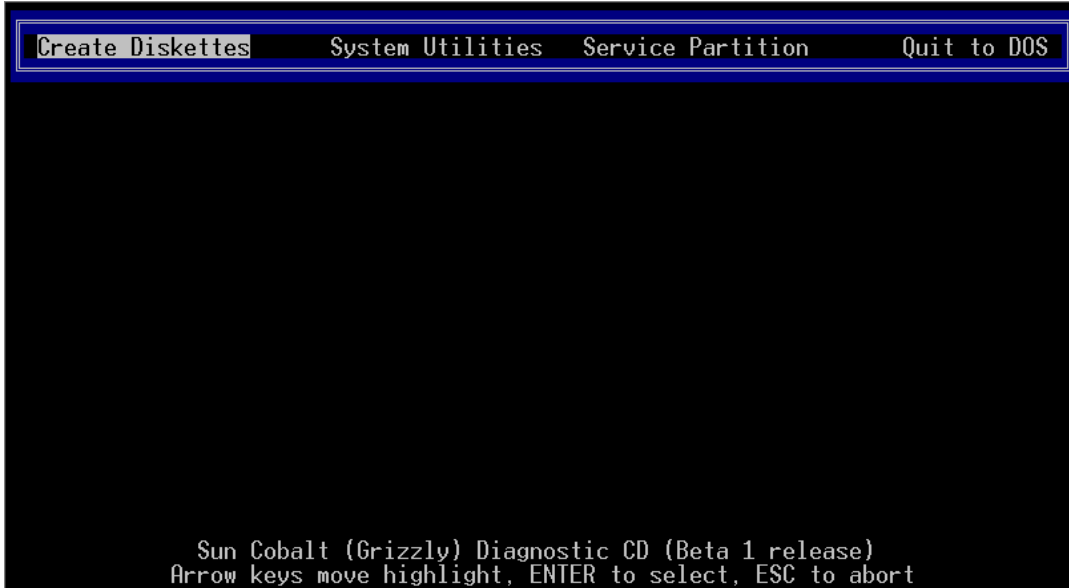 Create Diskettes System Utilities Service Partition Quit to DOS
Sun Cobalt (Grizzly) Diagnostic CD (Beta 1 release)
Arrow keys move highlight, ENTER to select, ESC to abort